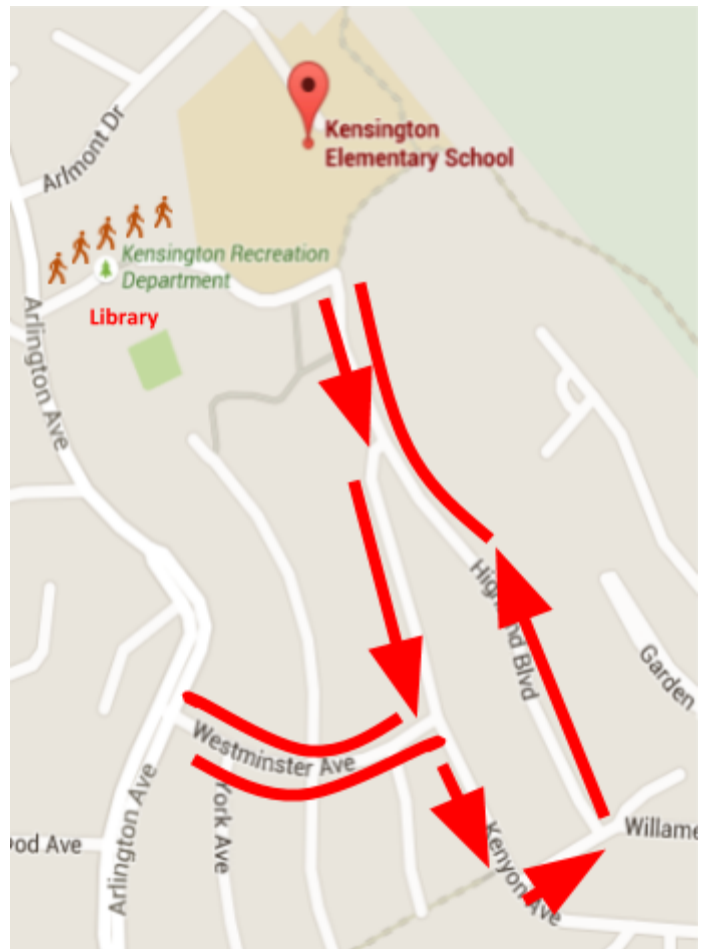 Kensington
Elementary School
Arlmont Dr
Kensington Recreation
Department
Library
Arlington Ave
Highland Blvd
Garden
Westminster Ave
Willame
ood Ave
York Ave
Arlington Ave
Kenyon Ave